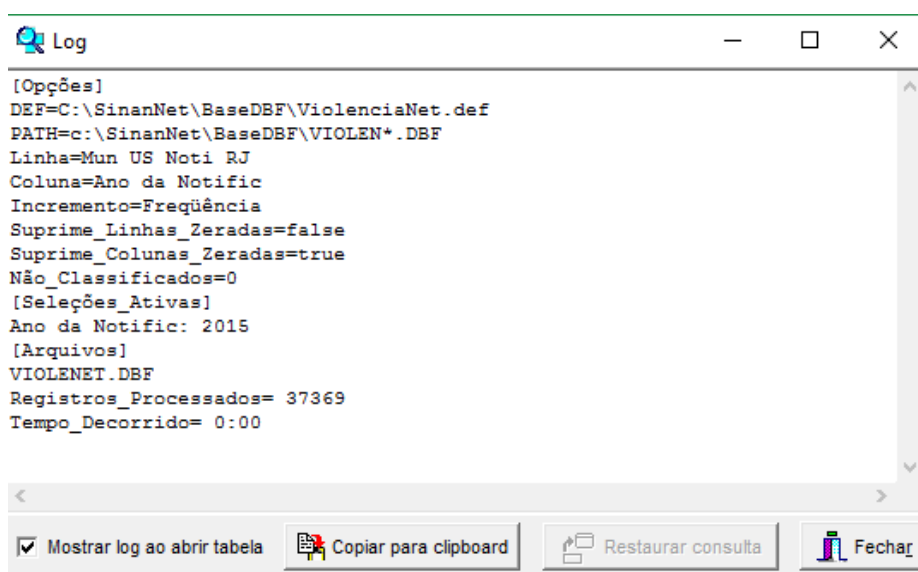 Log
[Opções]
DEF=C:\SinanNet\BaseDBF\ViolenciaNet.def
PATH=c:\SinanNet\BaseDBF\VIOLEN*.DBF
Linha=Mun US Noti RJ
Coluna=Ano da Notific
Incremento=Freqüência
Suprime_Linhas_Zeradas=false
Suprime_Colunas_Zeradas=true
Não_Classificados=0
[Seleções_Ativas]
Ano da Notific: 2015
[Arquivos]
VIOLENET.DBF
Registros_Processados= 37369
Tempo_Decorrido= 0:00
Mostrar log ao abrir tabela Copiar para clipboard Restaurar consulta Fechar